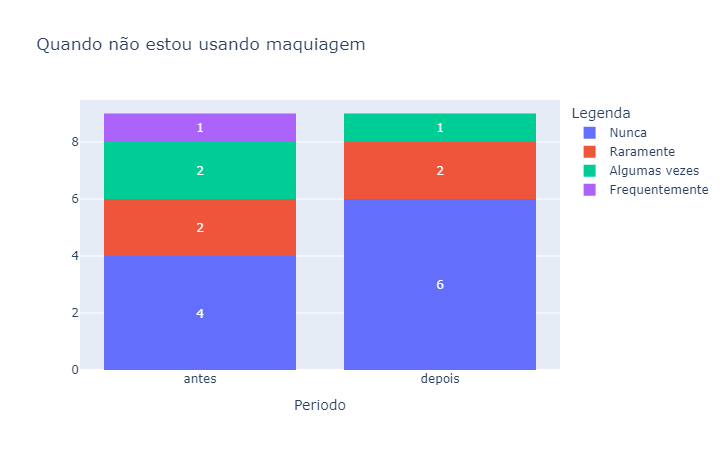 Quando não estou usando maquiagem
Legenda
Nunca
Raramente
Algumas vezes
Frequentemente
8
6
4
2
0
1
2
2
4
1
2
6
antes
depois
Periodo